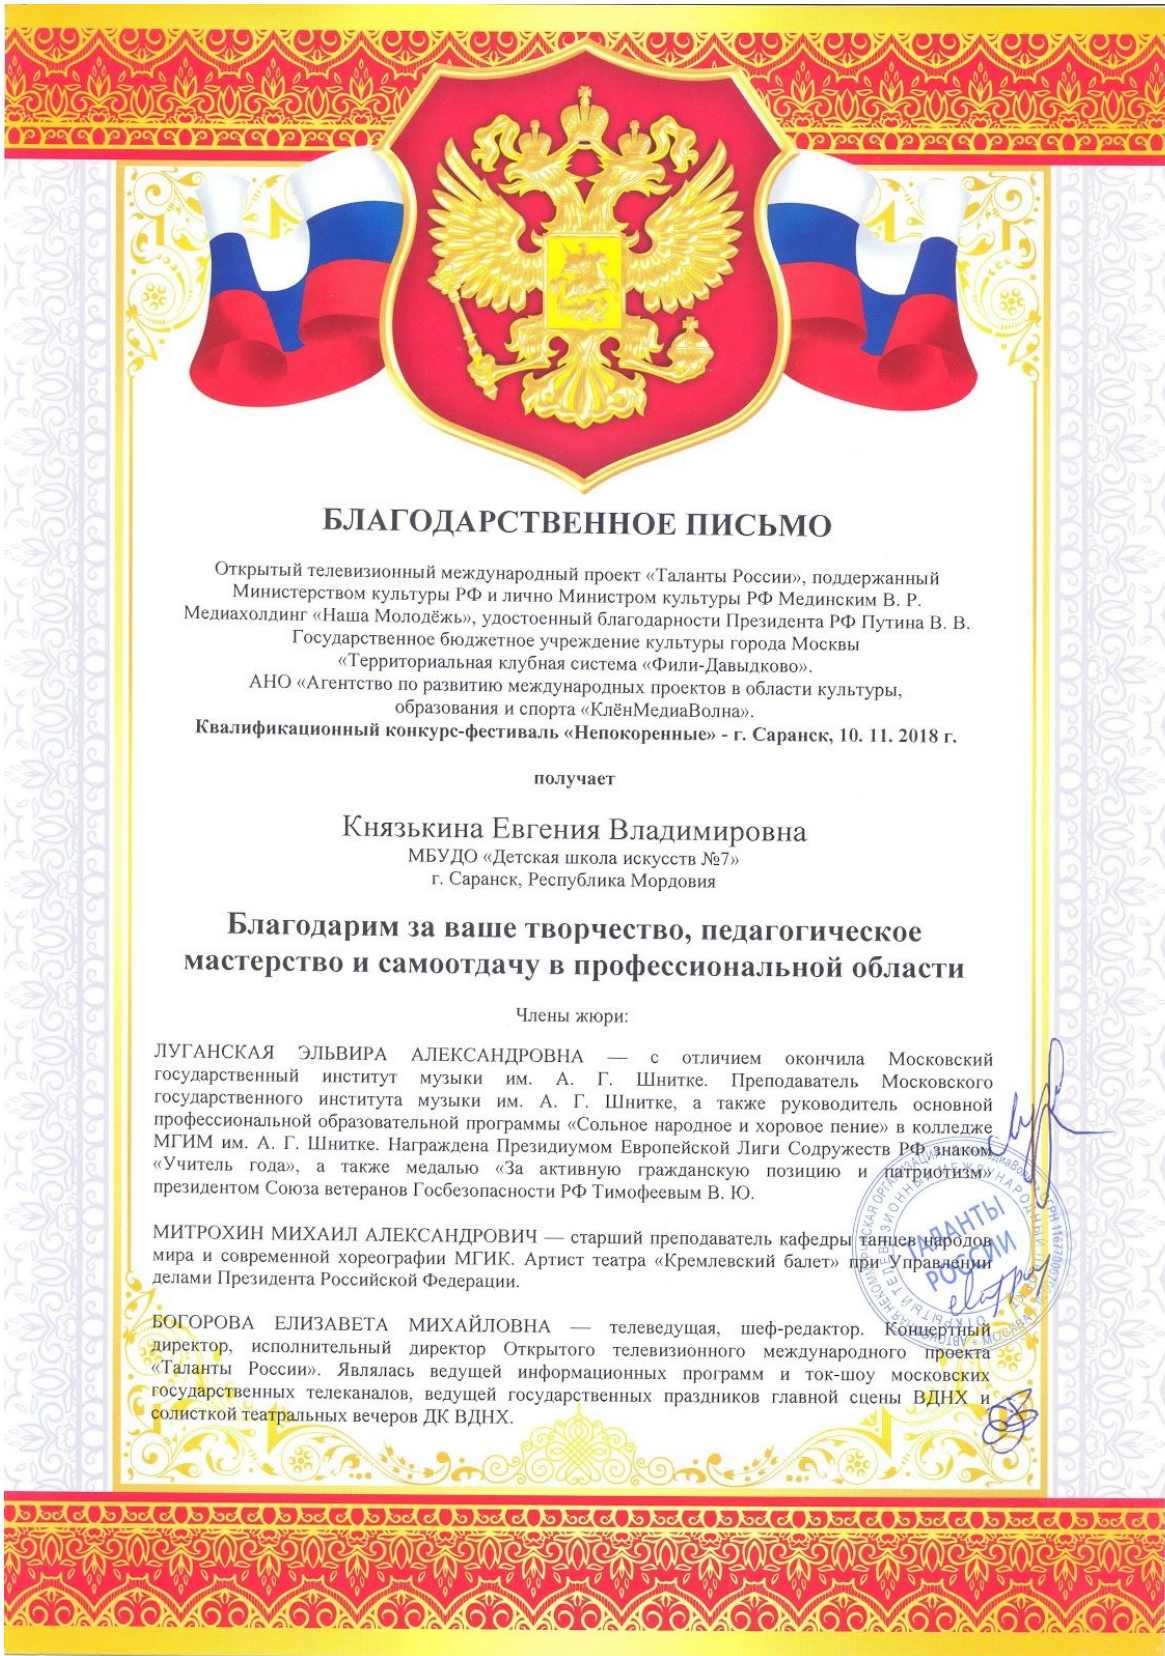 БЛАГОДАРСТВЕННОЕ ПИСЬМО
Открытый телевизионный международный проект «Таланты России», поддержанный
Министерством культуры РФ и лично Министром культуры РФ Мединским В. Р.
Медиахолдинг «Наша Молодёжь», удостоенный благодарности Президента РФ Путина В. В.
Государственное бюджетное учреждение культуры города Москвы
«Территориальная клубная система «Фили-Давыдково».
АНО «Агентство по развитию международных проектов в области культуры,
образования и спорта «КлёнМедиаВолна».
Квалификационный конкурс-фестиваль «Непокоренные» - г. Саранск, 10. 11. 2018 г.
получает
Князькина Евгения Владимировна
МБУДО «Детская школа искусств №7»
г. Саранск, Республика Мордовия
Благодарим за ваше творчество, педагогическое
мастерство и самоотдачу в профессиональной области
Члены жюри:
ЛУГАНСКАЯ ЭЛЬВИРА АЛЕКСАНДРОВНА — с отличием окончила Московский
государственный институт музыки им. А. Г. Шнитке. Преподаватель Московского
государственного института музыки им. А. Г. Шнитке, а также руководитель основной
профессиональной образовательной программы «Сольное народное и хоровое пение» в колледже
МГИМ им. А. Г. Шнитке. Награждена Президиумом Европейской Лиги Содружеств РФ знаком
«Учитель года», а также медалью «За активную гражданскую позицию и патриотизм»
президентом Союза ветеранов Госбезопасности РФ Тимофеевым В. Ю.
МИТРОХИН МИХАИЛ АЛЕКСАНДРОВИЧ — старший преподаватель кафедры танцев народов
мира и современной хореографии МГИК. Артист театра «Кремлевский балет» при Управлении
делами Президента Российской Федерации.
БОГОРОВА ЕЛИЗАВЕТА МИХАЙЛОВНА — телеведущая, шеф-редактор. Концертный
директор, исполнительный директор Открытого телевизионного международного проекта
«Таланты России». Являлась ведущей информационных программ и ток-шоу московских
государственных телеканалов, ведущей государственных праздников главной сцены ВДНХ и
солисткой театральных вечеров ДК ВДНХ.
ТАЛАНТЫ
РОССИИ